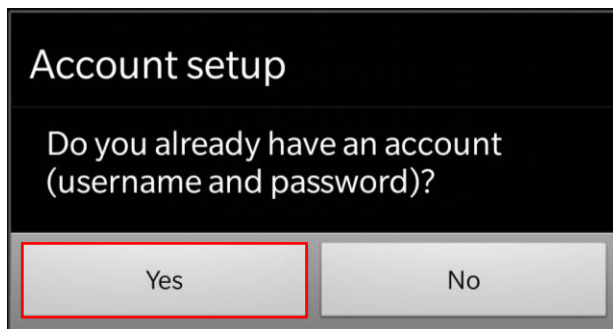 Account setup
Do you already have an account
(username and password)?
Yes
No